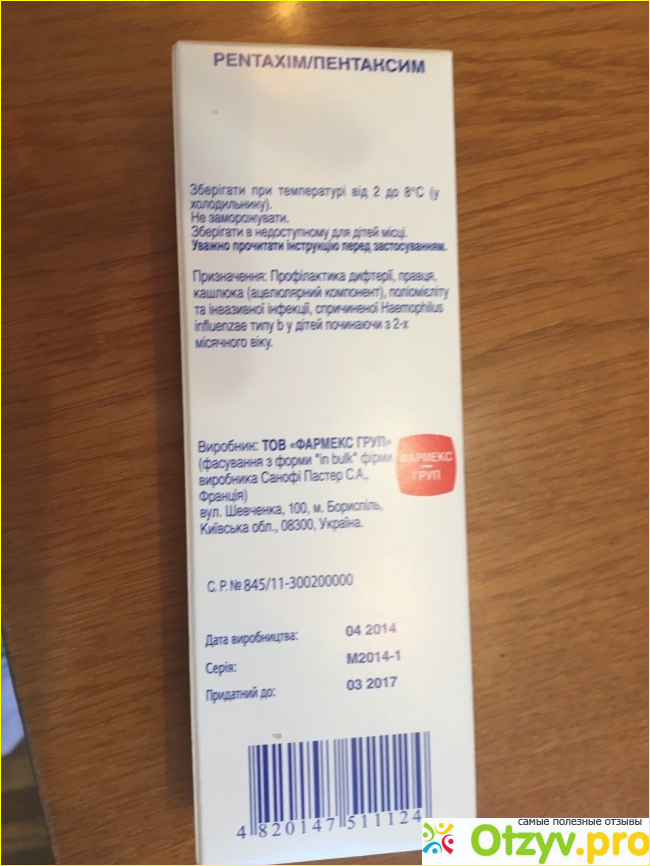 PENTAXIM/ПЕНТАКСИМ
Зберігати при температурі від 2 до 8°С (у
холодильнику).
Не заморожувати.
Зберігати в недоступному для дітей місці.
Уважно прочитати інструкцію перед застосуванням.
Призначення: Профілактика дифтерії, правця,
кашлюка (ацелюлярний компонент), поліомієліту
та інвазивної інфекції, спричиненої Haemophilus
influenzae типу b у дітей починаючи з 2-х
місячного віку.
Виробник: ТОВ «ФАРМЕКС ГРУП»
(фасування з форми "in bulk" фірми
виробника Санофі Пастер С.А.,
Франція)
вул. Шевченка, 100, м. Бориспіль,
Київська обл., 08300, Україна.
ФАРМЕКС
ГРУП
С. Р. № 845/11-300200000
Дата виробництва: 04 2014
Серія: М2014-1
Придатний до: 03 2017
4 820147 511124
самые полезные отзывы
Otzyv.pro